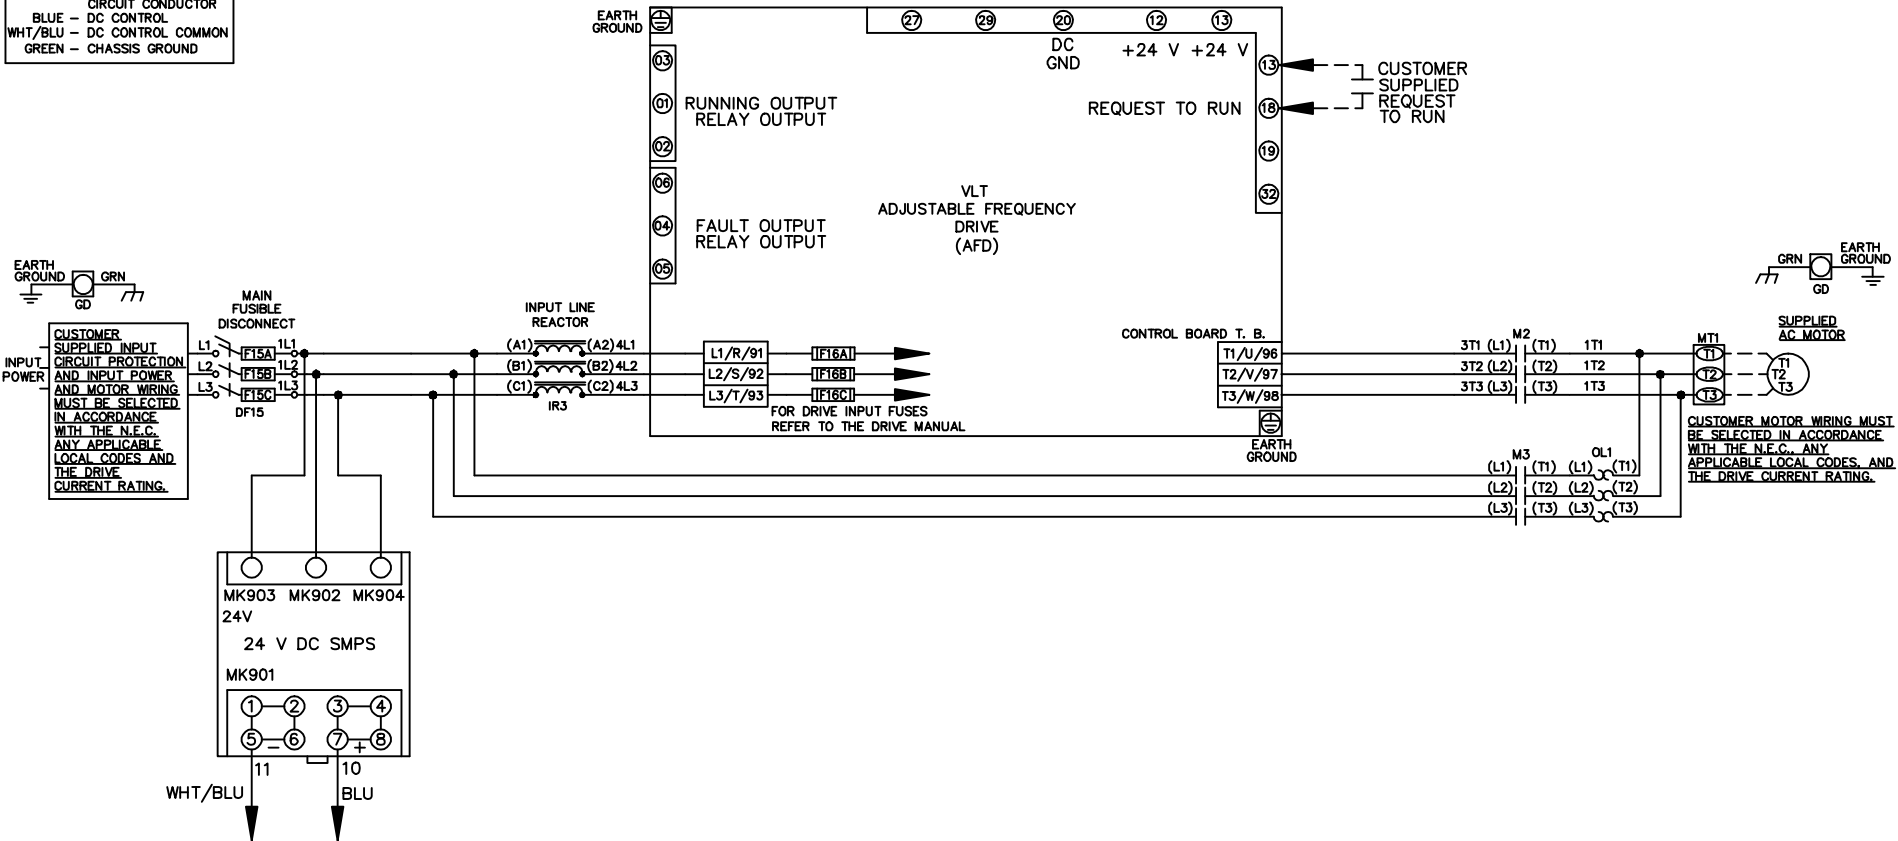 CIRCUIT CONDUCTOR
BLUE – DC CONTROL
WHT/BLU – DC CONTROL COMMON
GREEN – CHASSIS GROUND
EARTH
GROUND
27 29 20 12 13
DC
GND
+24 V +24 V
03
01
02
RUNNING OUTPUT
RELAY OUTPUT
06
04
05
FAULT OUTPUT
RELAY OUTPUT
13
18
19
32
REQUEST TO RUN
CUSTOMER
SUPPLIED
REQUEST
TO RUN
VLT
ADJUSTABLE FREQUENCY
DRIVE
(AFD)
EARTH
GROUND
GRN
GD
INPUT
POWER
CUSTOMER
SUPPLIED INPUT
CIRCUIT PROTECTION
AND INPUT POWER
AND MOTOR WIRING
MUST BE SELECTED
IN ACCORDANCE
WITH THE N.E.C.
ANY APPLICABLE
LOCAL CODES AND
THE DRIVE
CURRENT RATING.
MAIN
FUSIBLE
DISCONNECT
L1 F15A 1L1
L2 F15B 1L2
L3 F15C 1L3
DF15
INPUT LINE
REACTOR
(A1) (A2) 4L1
(B1) (B2) 4L2
(C1) (C2) 4L3
IR3
L1/R/91 F16A
L2/S/92 F16B
L3/T/93 F16C
FOR DRIVE INPUT FUSES
REFER TO THE DRIVE MANUAL
CONTROL BOARD T. B.
T1/U/96
T2/V/97
T3/W/98
EARTH
GROUND
M2
3T1 (L1) (T1) 1T1
3T2 (L2) (T2) 1T2
3T3 (L3) (T3) 1T3
M3 OL1
(L1) (T1) (L1) (T1)
(L2) (T2) (L2) (T2)
(L3) (T3) (L3) (T3)
GRN
GD
EARTH
GROUND
SUPPLIED
AC MOTOR
MT1
T1
T2
T3
T1
T2
T3
CUSTOMER MOTOR WIRING MUST
BE SELECTED IN ACCORDANCE
WITH THE N.E.C., ANY
APPLICABLE LOCAL CODES, AND
THE DRIVE CURRENT RATING.
MK903 MK902 MK904
24V
24 V DC SMPS
MK901
1 2 3 4
5 – 6 7 + 8
11 10
WHT/BLU BLU